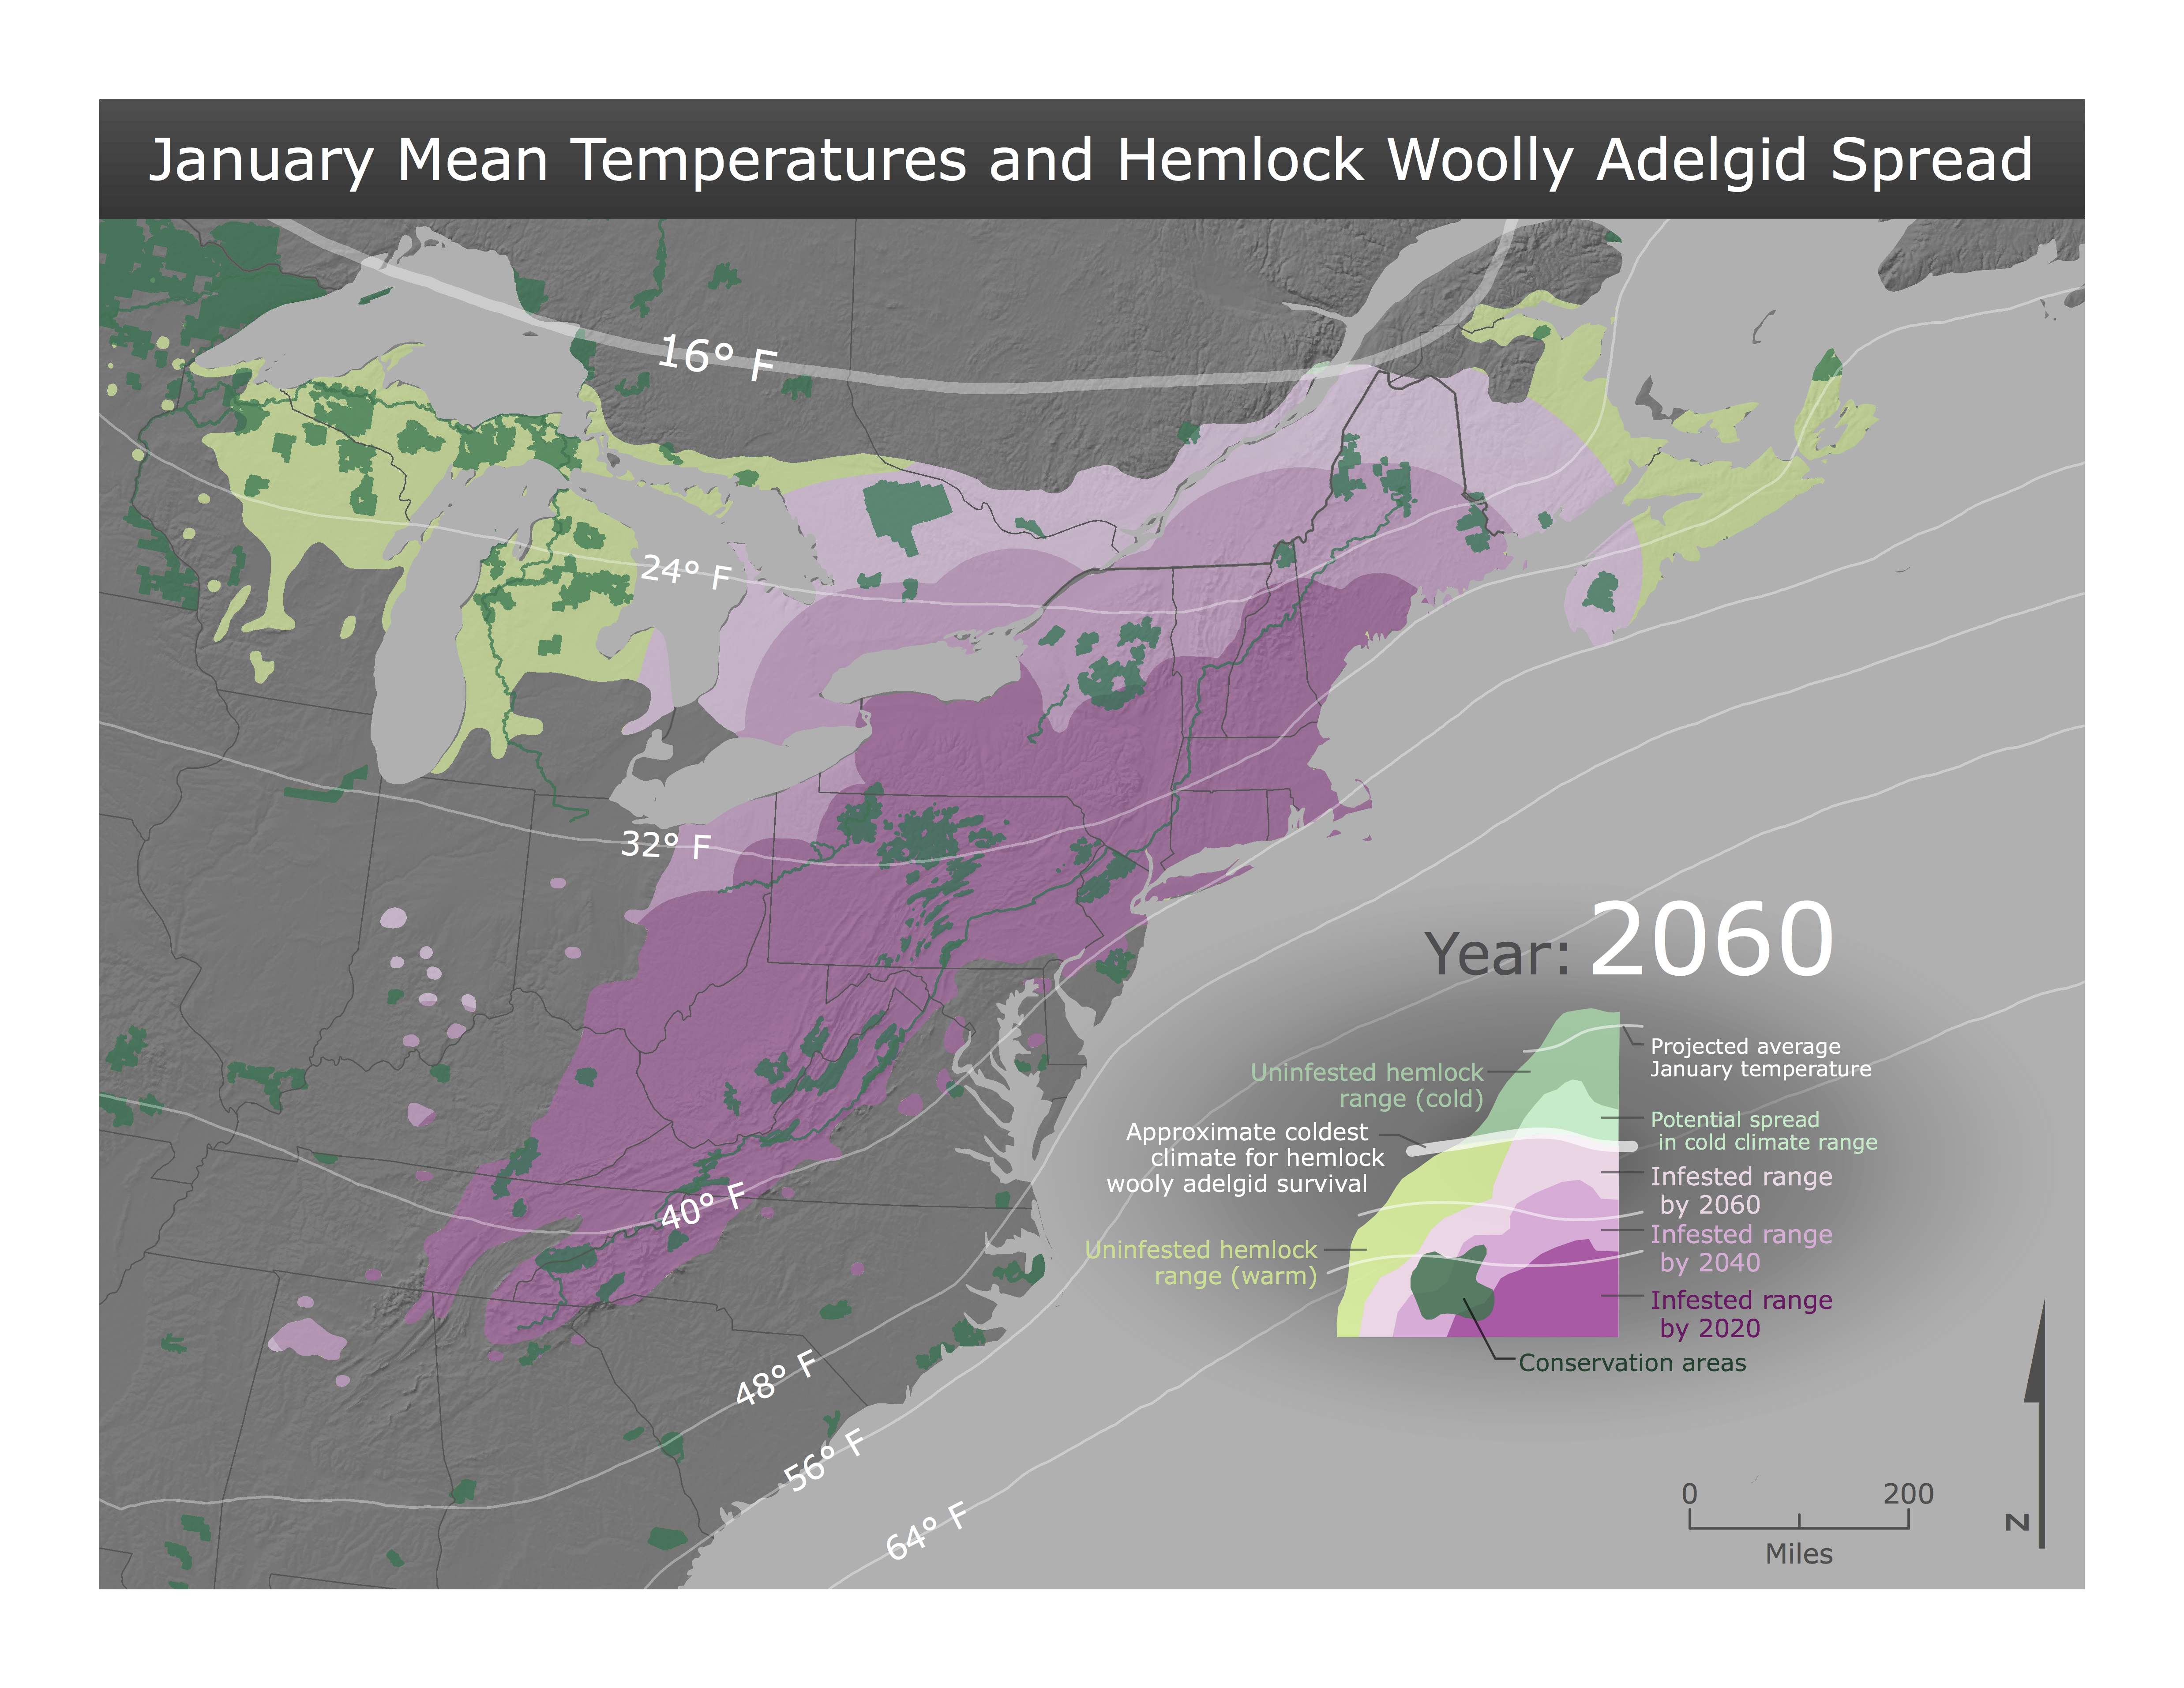 January Mean Temperatures and Hemlock Woolly Adelgid Spread
16° F
24° F
32° F
40° F
48° F
56° F
64° F
Year: 2060
Projected average
January temperature
Uninfested hemlock
range (cold)
Potential spread
in cold climate range
Approximate coldest
climate for hemlock
wooly adelgid survival
Infested range
by 2060
Infested range
by 2040
Uninfested hemlock
range (warm)
Infested range
by 2020
Conservation areas
0 200
Miles
N